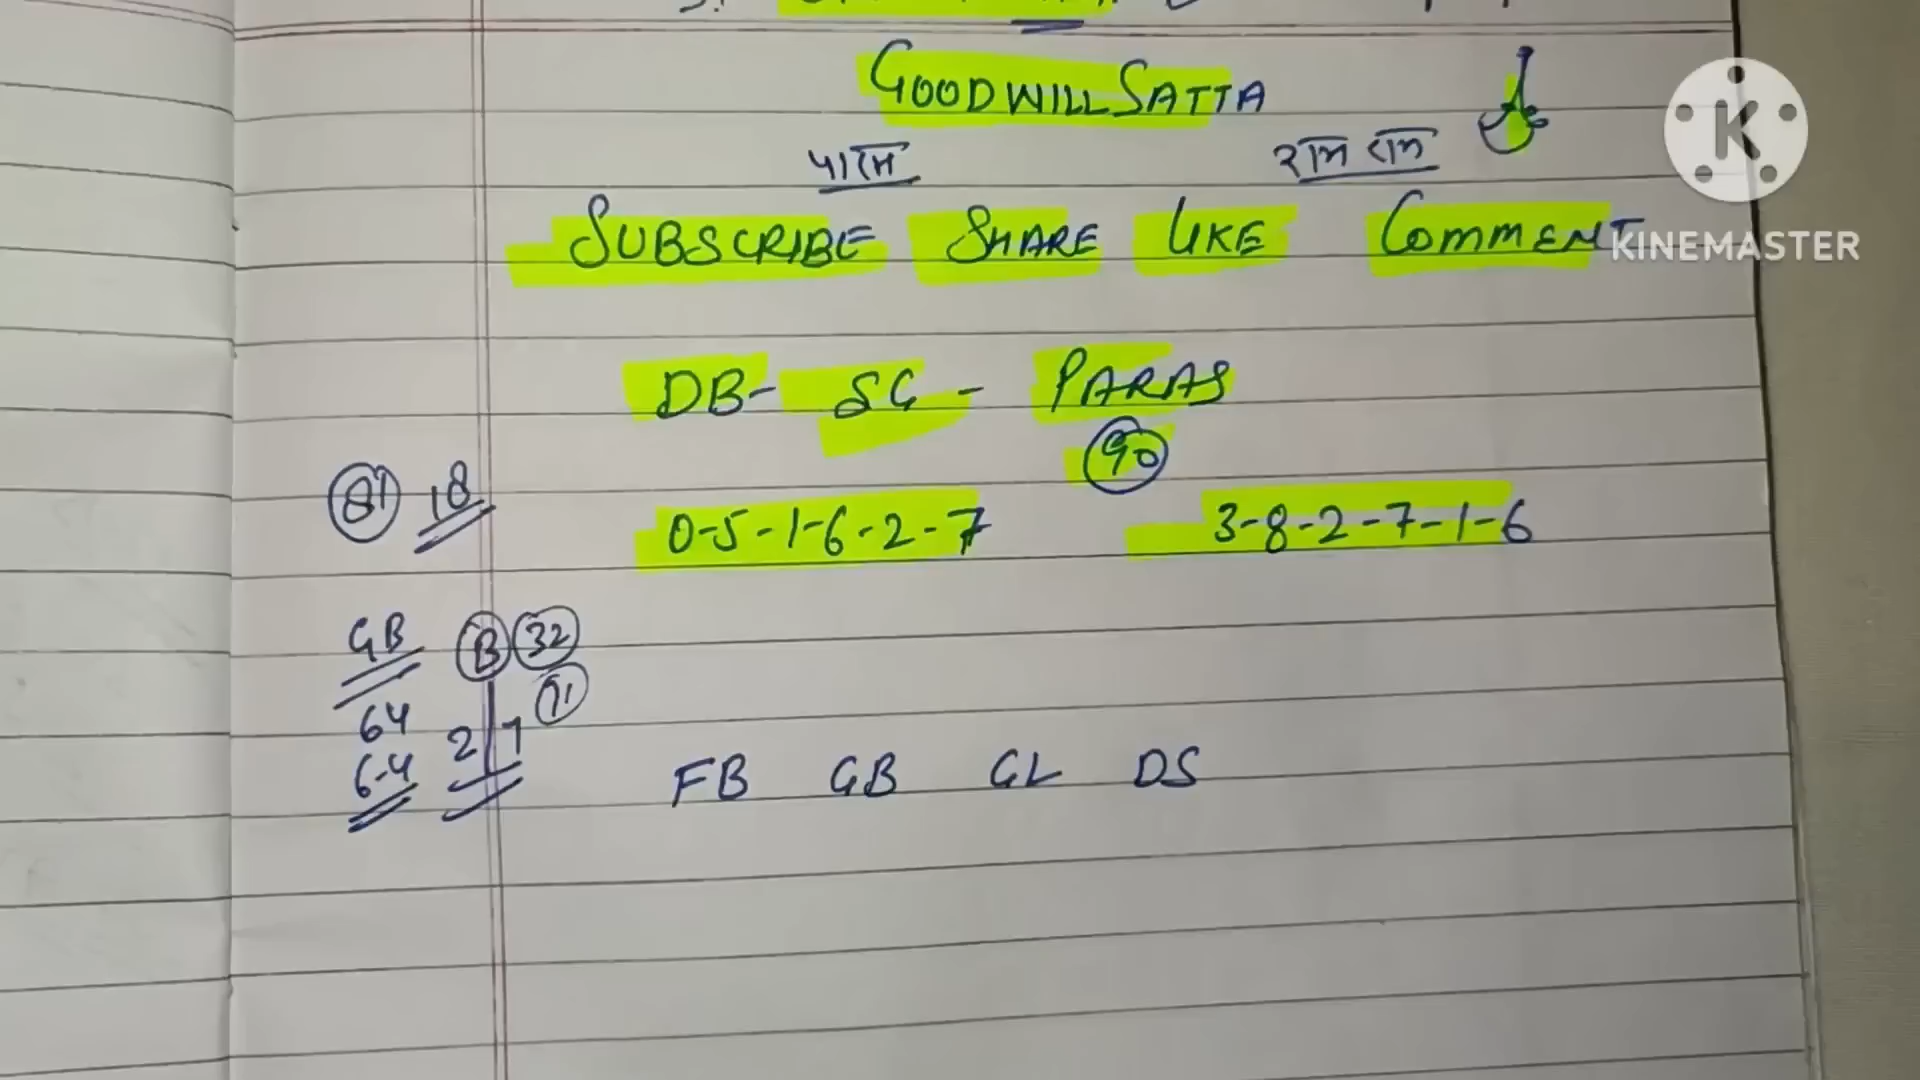 GOODWILL SATTA
पारस राम राम
SUBSCRIBE SHARE LIKE COMMENT
K
KINEMASTER
DB - SG - PARAS
90
81 18
0-5-1-6-2-7 3-8-2-7-1-6
GB B 32
64 2 7
6-4
FB GB GL DS